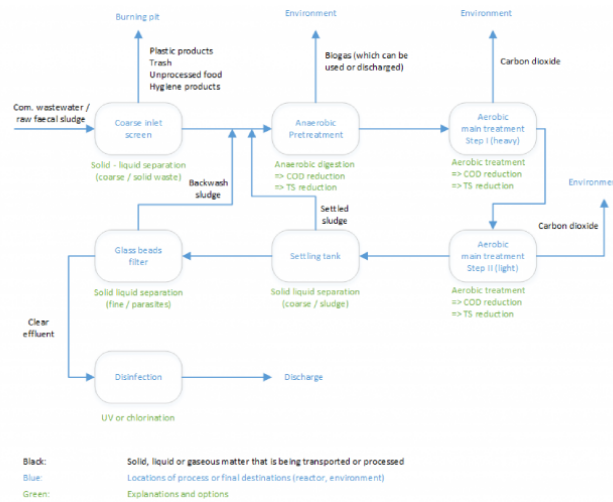 Burning pit
Environment
Environment
Plastic products
Trash
Unprocessed food
Hygiene products
Biogas (which can be
used or discharged)
Carbon dioxide
Com. wastewater /
raw faecal sludge
Coarse inlet
screen
Anaerobic
Pretreatment
Aerobic
main treatment
Step I (heavy)
Solid - liquid separation
(coarse / solid waste)
Anaerobic digestion
=> COD reduction
=> TS reduction
Aerobic treatment
=> COD reduction
=> TS reduction
Backwash
sludge
Settled
sludge
Environment
Carbon dioxide
Glass beads
filter
Settling tank
Aerobic
main treatment
Step II (light)
Solid liquid separation
(fine / parasites)
Solid liquid separation
(coarse / sludge)
Aerobic treatment
=> COD reduction
=> TS reduction
Clear
effluent
Disinfection
Discharge
UV or chlorination
Black: Solid, liquid or gaseous matter that is being transported or processed
Blue: Locations of process or final destinations (reactor, environment)
Green: Explanations and options